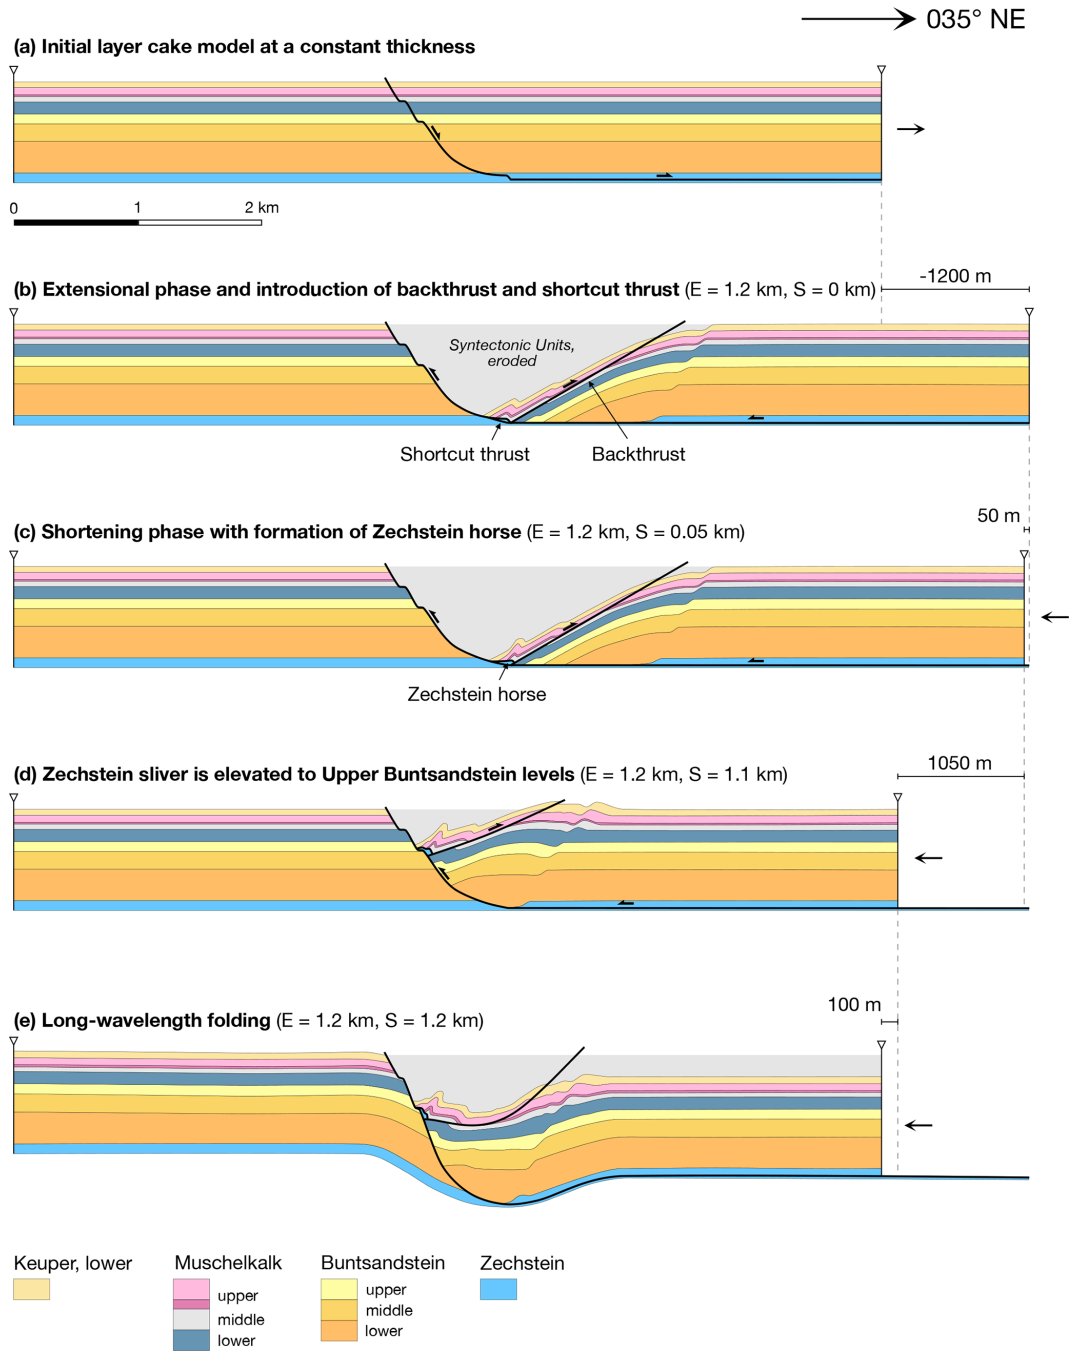 035° NE
(a) Initial layer cake model at a constant thickness
0 1 2 km
(b) Extensional phase and introduction of backthrust and shortcut thrust (E = 1.2 km, S = 0 km)
-1200 m
Syntectonic Units,
eroded
Shortcut thrust
Backthrust
(c) Shortening phase with formation of Zechstein horse (E = 1.2 km, S = 0.05 km)
50 m
Zechstein horse
(d) Zechstein sliver is elevated to Upper Buntsandstein levels (E = 1.2 km, S = 1.1 km)
1050 m
(e) Long-wavelength folding (E = 1.2 km, S = 1.2 km)
100 m
Keuper, lower
Muschelkalk
upper
middle
lower
Buntsandstein
upper
middle
lower
Zechstein